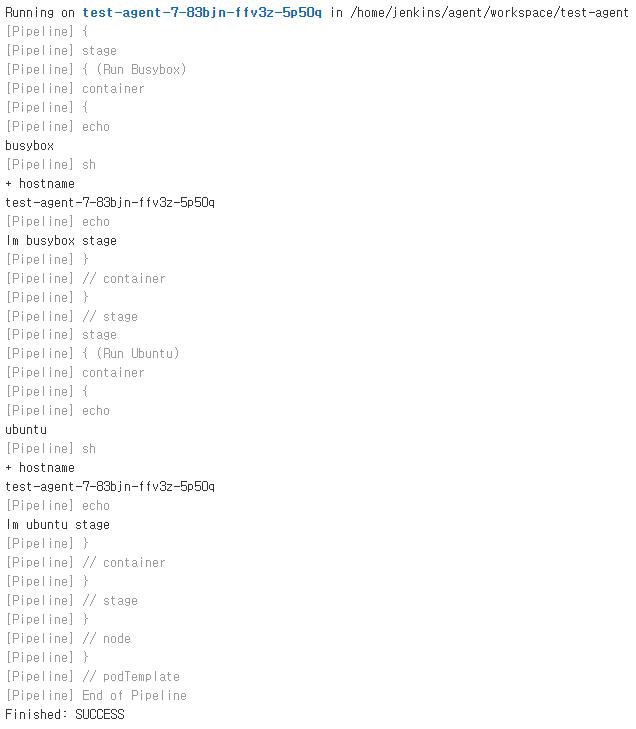 Running on test-agent-7-83bjn-ffv3z-5p50q in /home/jenkins/agent/workspace/test-agent
[Pipeline] {
[Pipeline] stage
[Pipeline] { (Run Busybox)
[Pipeline] container
[Pipeline] {
[Pipeline] echo
busybox
[Pipeline] sh
+ hostname
test-agent-7-83bjn-ffv3z-5p50q
[Pipeline] echo
Im busybox stage
[Pipeline] }
[Pipeline] // container
[Pipeline] }
[Pipeline] // stage
[Pipeline] stage
[Pipeline] { (Run Ubuntu)
[Pipeline] container
[Pipeline] {
[Pipeline] echo
ubuntu
[Pipeline] sh
+ hostname
test-agent-7-83bjn-ffv3z-5p50q
[Pipeline] echo
Im ubuntu stage
[Pipeline] }
[Pipeline] // container
[Pipeline] }
[Pipeline] // stage
[Pipeline] }
[Pipeline] // node
[Pipeline] }
[Pipeline] // podTemplate
[Pipeline] End of Pipeline
Finished: SUCCESS